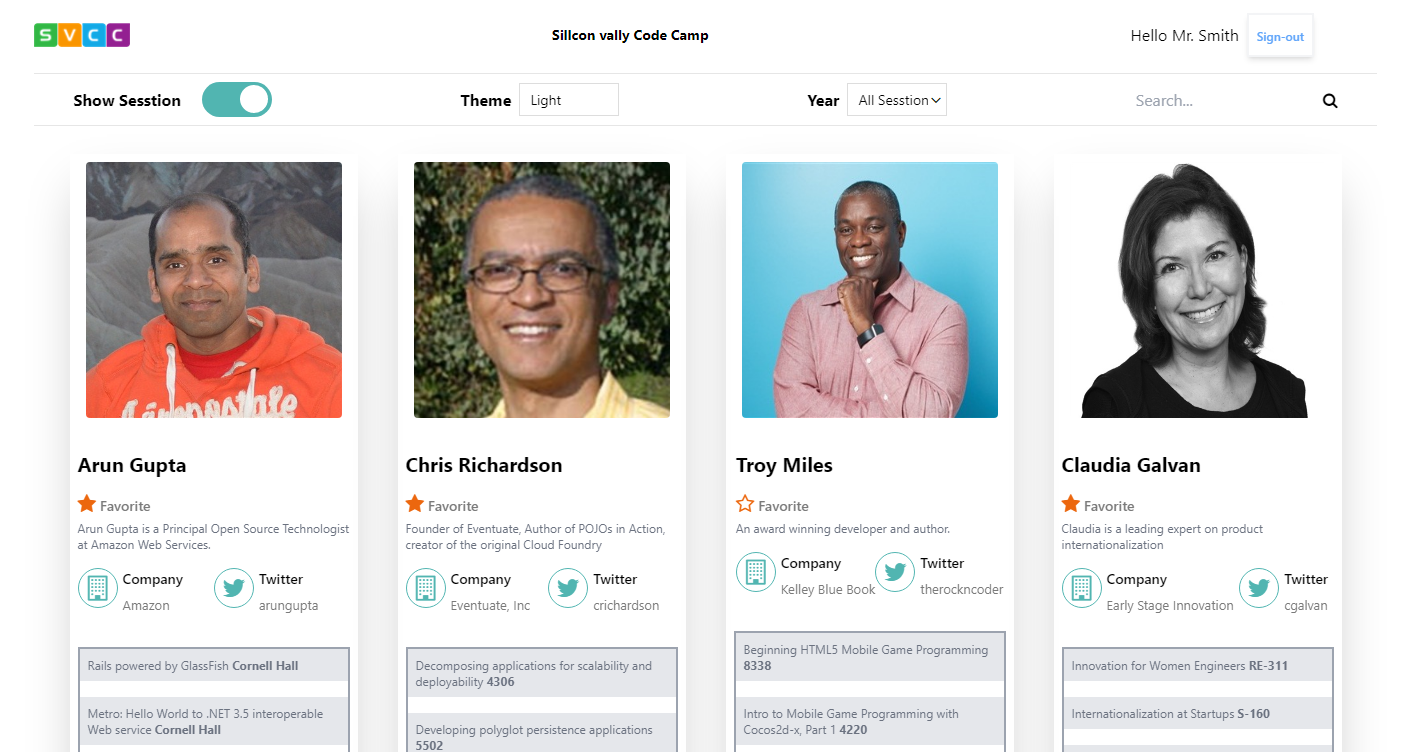 SVCC
Sillcon vally Code Camp
Hello Mr. Smith Sign-out
Show Sesstion
Theme Light
Year All Sesstion
Search...
Arun Gupta
Favorite
Arun Gupta is a Principal Open Source Technologist
at Amazon Web Services.
Company
Amazon
Twitter
arungupta
Rails powered by GlassFish Cornell Hall
Metro: Hello World to .NET 3.5 interoperable
Web service Cornell Hall
Chris Richardson
Favorite
Founder of Eventuate, Author of POJOs in Action,
creator of the original Cloud Foundry
Company
Eventuate, Inc
Twitter
crichardson
Decomposing applications for scalability and
deployability 4306
Developing polyglot persistence applications
5502
Troy Miles
Favorite
An award winning developer and author.
Company
Kelley Blue Book
Twitter
therockncoder
Beginning HTML5 Mobile Game Programming
8338
Intro to Mobile Game Programming with
Cocos2d-x, Part 1 4220
Claudia Galvan
Favorite
Claudia is a leading expert on product
internationalization
Company
Early Stage Innovation
Twitter
cgalvan
Innovation for Women Engineers RE-311
Internationalization at Startups S-160